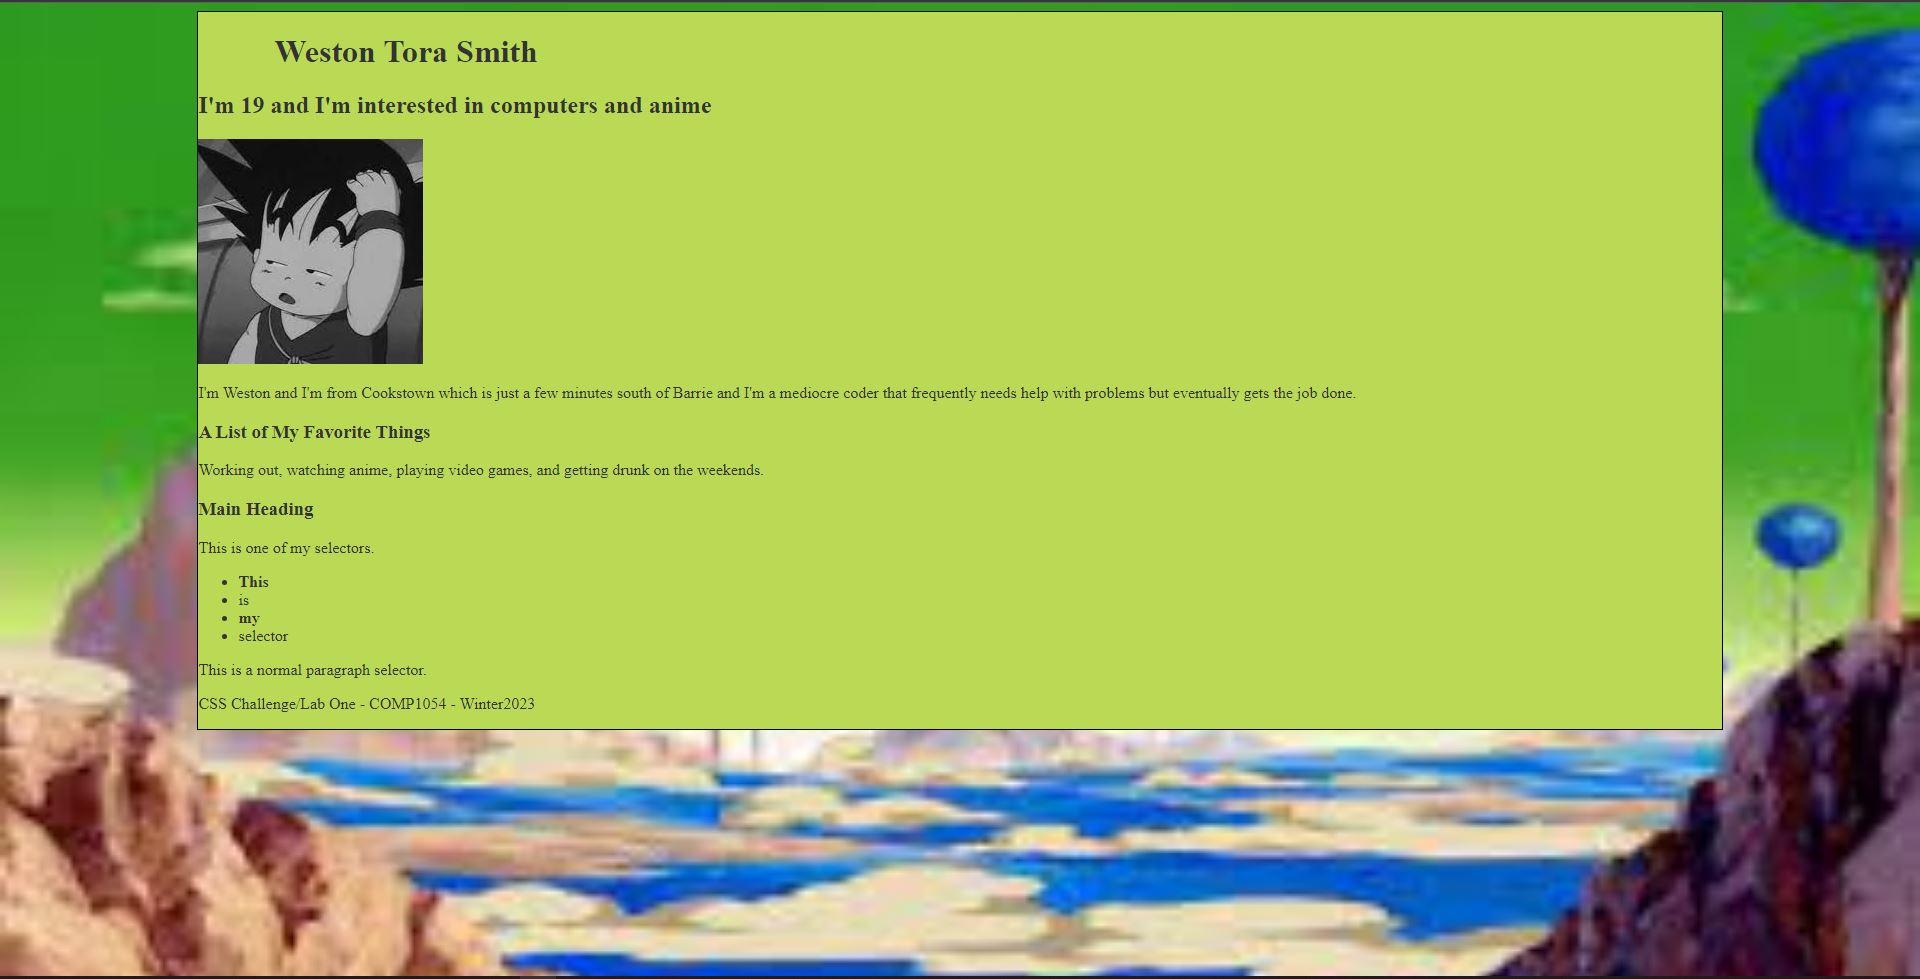 Weston Tora Smith
I'm 19 and I'm interested in computers and anime
I'm Weston and I'm from Cookstown which is just a few minutes south of Barrie and I'm a mediocre coder that frequently needs help with problems but eventually gets the job done.
A List of My Favorite Things
Working out, watching anime, playing video games, and getting drunk on the weekends.
Main Heading
This is one of my selectors.
This
is
my
selector
This is a normal paragraph selector.
CSS Challenge/Lab One - COMP1054 - Winter2023